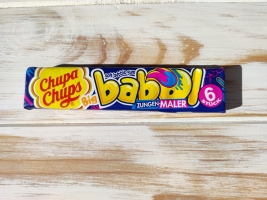 Chupa
Chups
Big
babol
ZUNGEN-MALER
6
STÜCK